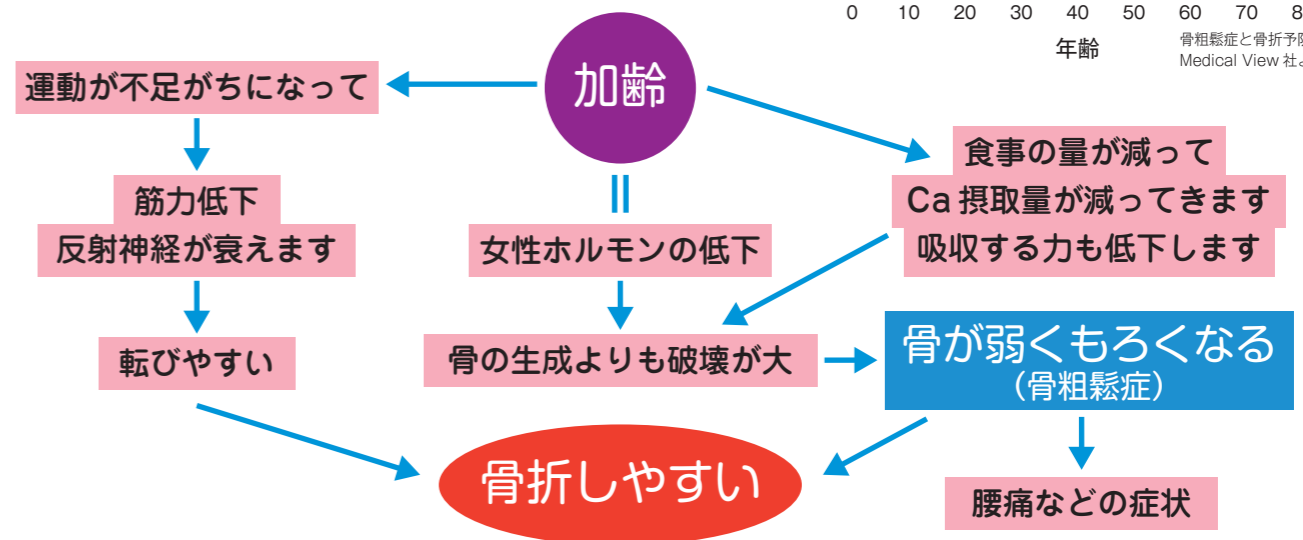 0 10 20 30 40 50 60 70 8
年齢
骨粗鬆症と骨折予防
Medical View 社
加齢
運動が不足がちになって
筋力低下
反射神経が衰えます
転びやすい
女性ホルモンの低下
骨の生成よりも破壊が大
食事の量が減って
Ca 摂取量が減ってきます
吸収する力も低下します
骨が弱くもろくなる
（骨粗鬆症）
骨折しやすい
腰痛などの症状